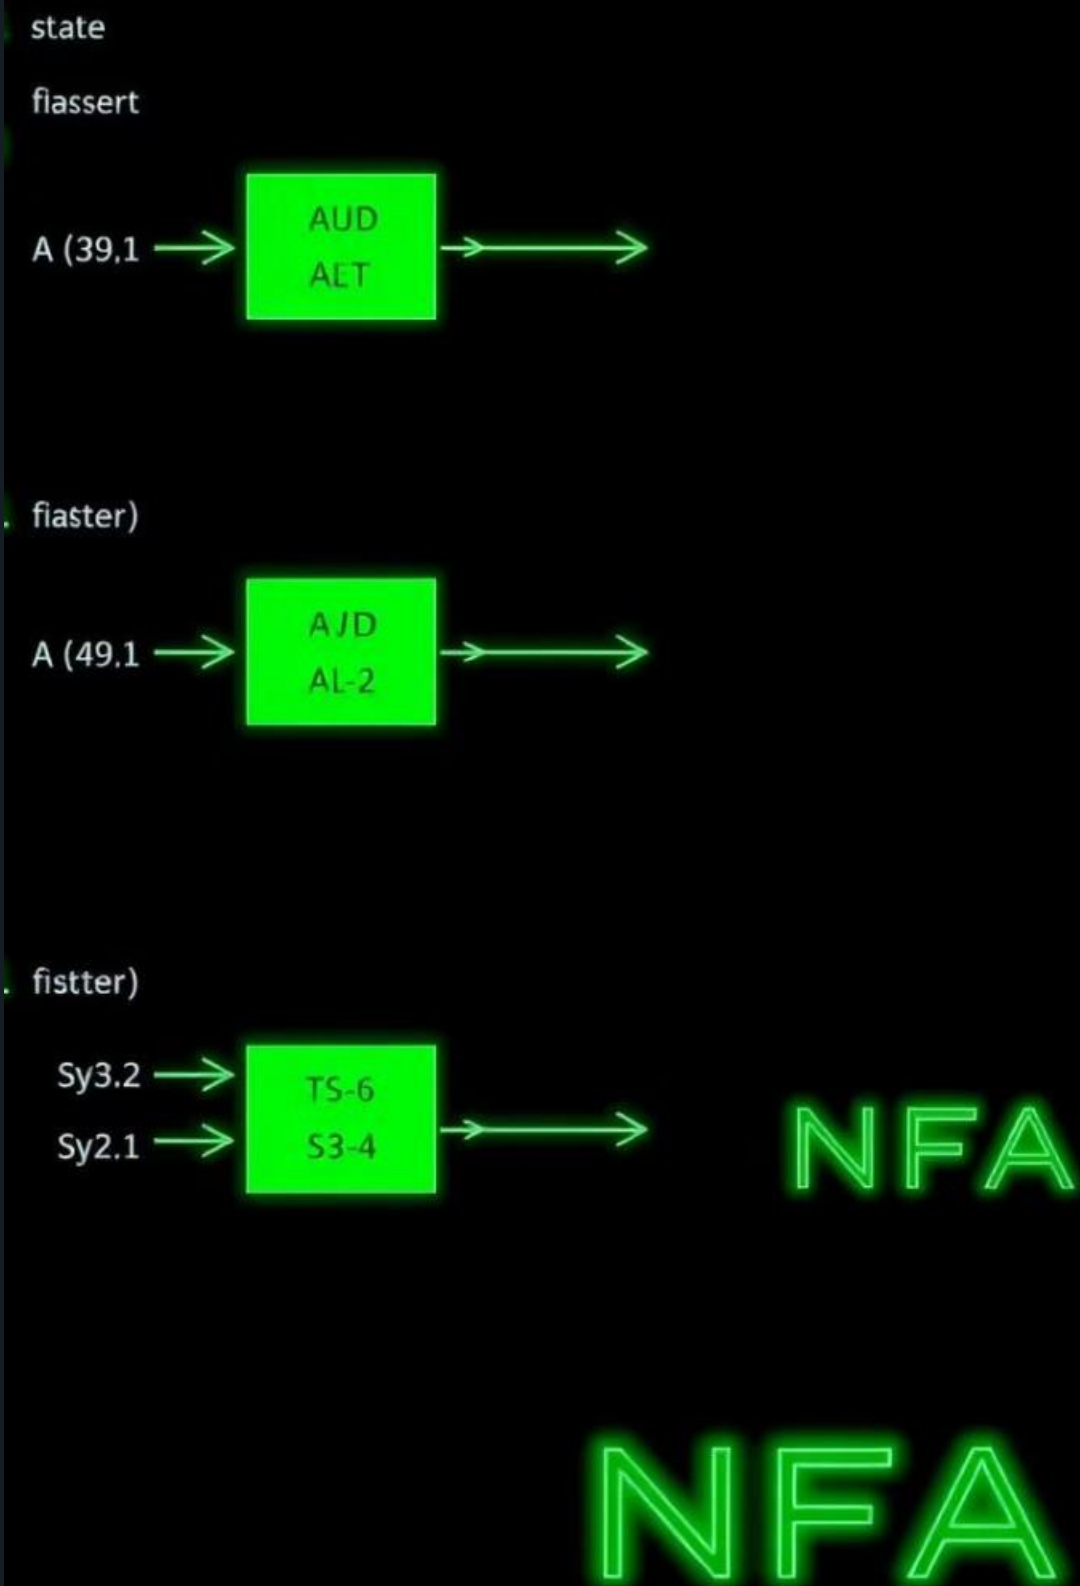 state
fiassert
A (39.1
AUD
AET
fiaster)
A (49.1
AJD
AL-2
fistter)
Sy3.2
Sy2.1
TS-6
S3-4
NFA
NFA